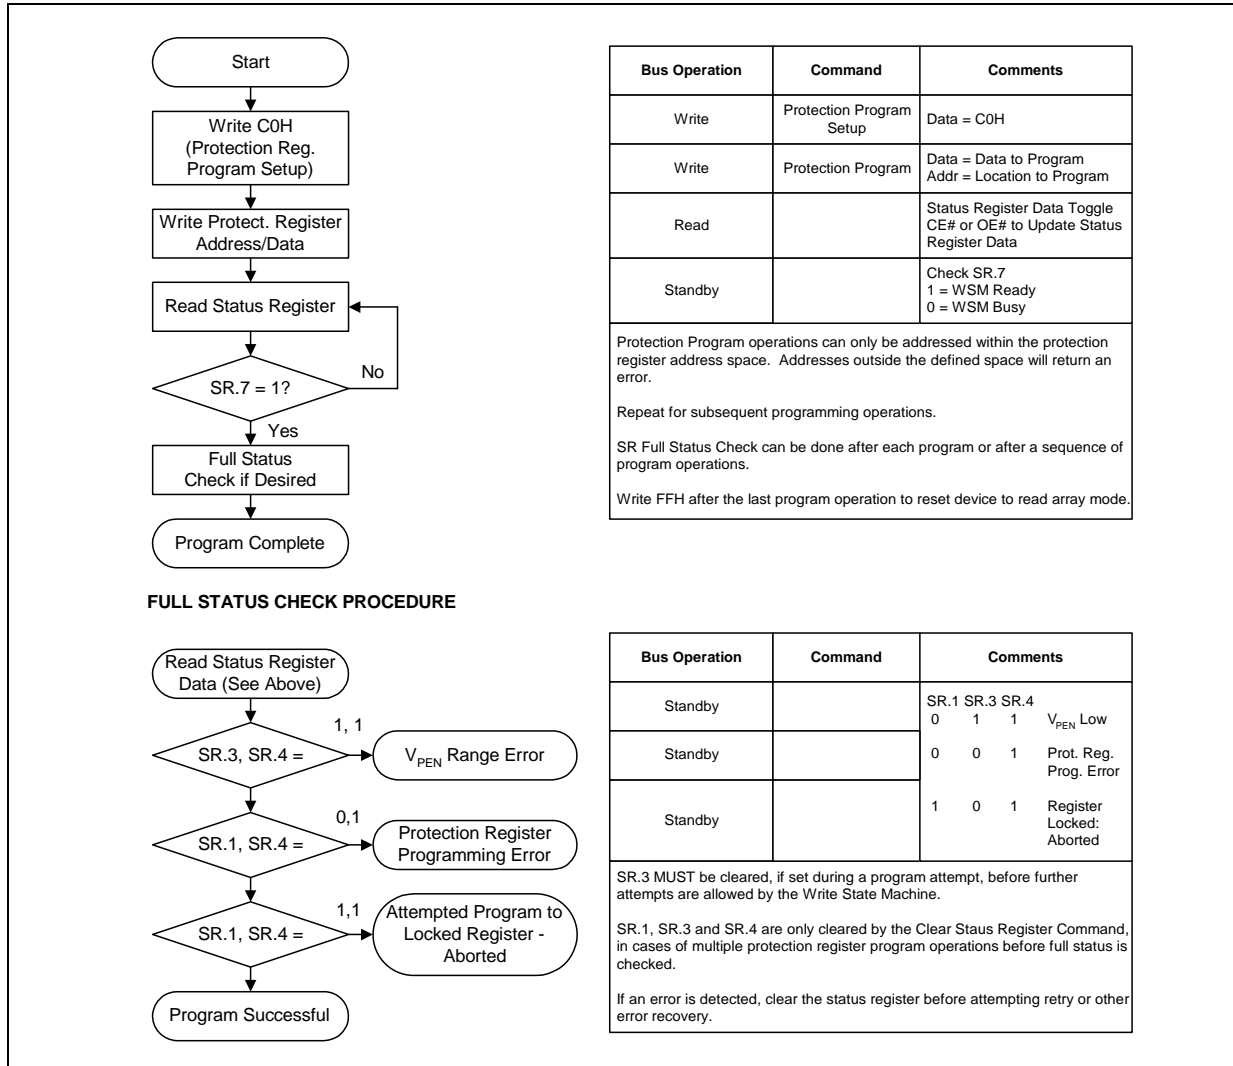 Start
Write C0H
(Protection Reg.
Program Setup)
Write Protect. Register
Address/Data
Read Status Register
No
SR.7 = 1?
Yes
Full Status
Check if Desired
Program Complete
Bus Operation Command Comments
Write Protection Program
Setup Data = C0H
Write Protection Program Data = Data to Program
Addr = Location to Program
Read Status Register Data Toggle
CE# or OE# to Update Status
Register Data
Standby Check SR.7
1 = WSM Ready
0 = WSM Busy
Protection Program operations can only be addressed within the protection
register address space. Addresses outside the defined space will return an
error.
Repeat for subsequent programming operations.
SR Full Status Check can be done after each program or after a sequence of
program operations.
Write FFH after the last program operation to reset device to read array mode.
FULL STATUS CHECK PROCEDURE
Read Status Register
Data (See Above)
1, 1
SR.3, SR.4 =
VPEN Range Error
0,1
SR.1, SR.4 =
Protection Register
Programming Error
1,1
SR.1, SR.4 =
Attempted Program to
Locked Register -
Aborted
Program Successful
Bus Operation Command Comments
Standby SR.1 SR.3 SR.4
0 1 1 VPEN Low
Standby 0 0 1 Prot. Reg.
Prog. Error
Standby 1 0 1 Register
Locked:
Aborted
SR.3 MUST be cleared, if set during a program attempt, before further
attempts are allowed by the Write State Machine.
SR.1, SR.3 and SR.4 are only cleared by the Clear Staus Register Command,
in cases of multiple protection register program operations before full status is
checked.
If an error is detected, clear the status register before attempting retry or other
error recovery.